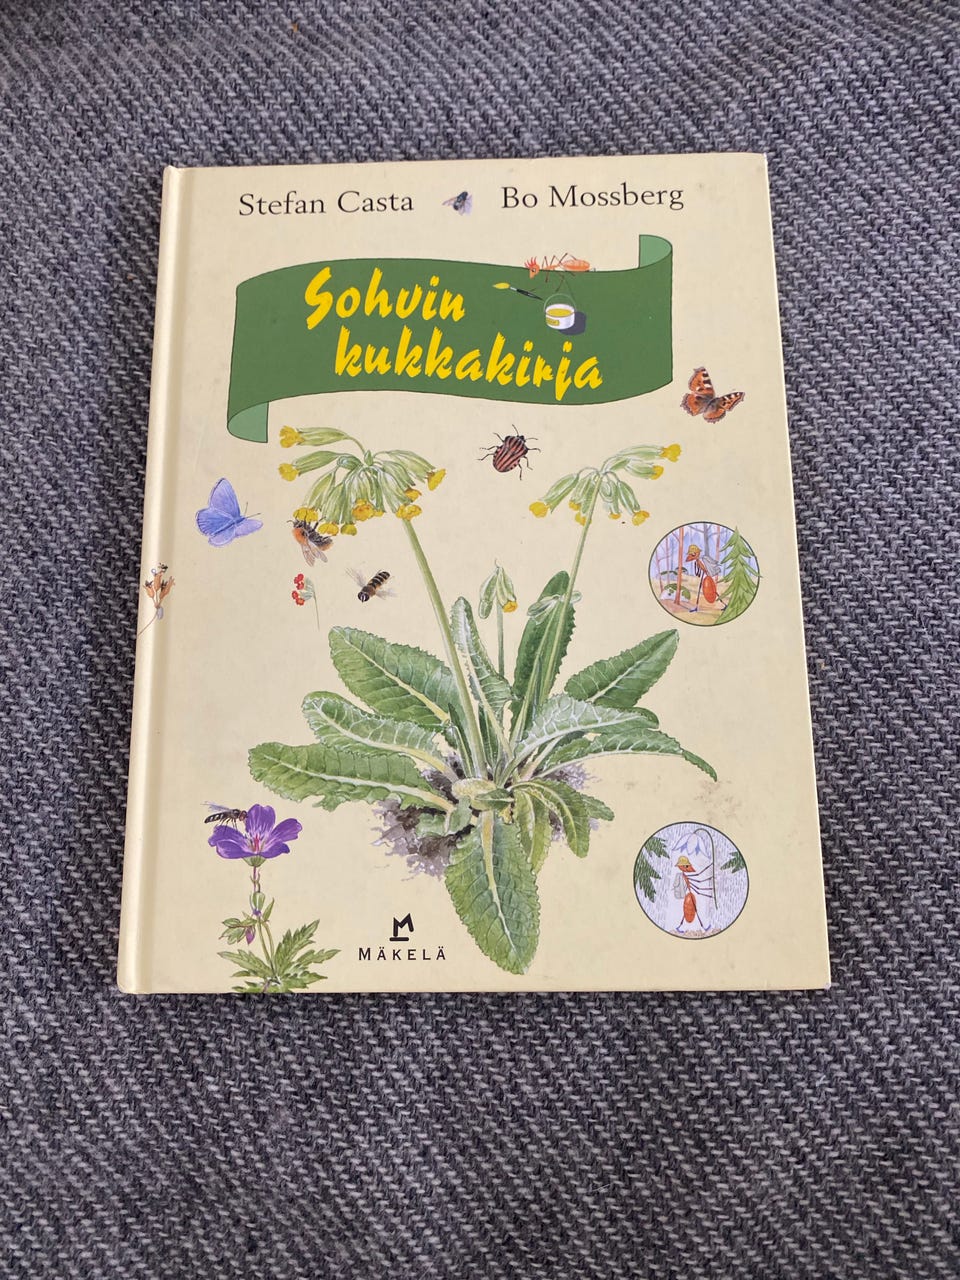 Stefan Casta Bo Mossberg
Sohvin
kukkakirja
MÄKELÄ